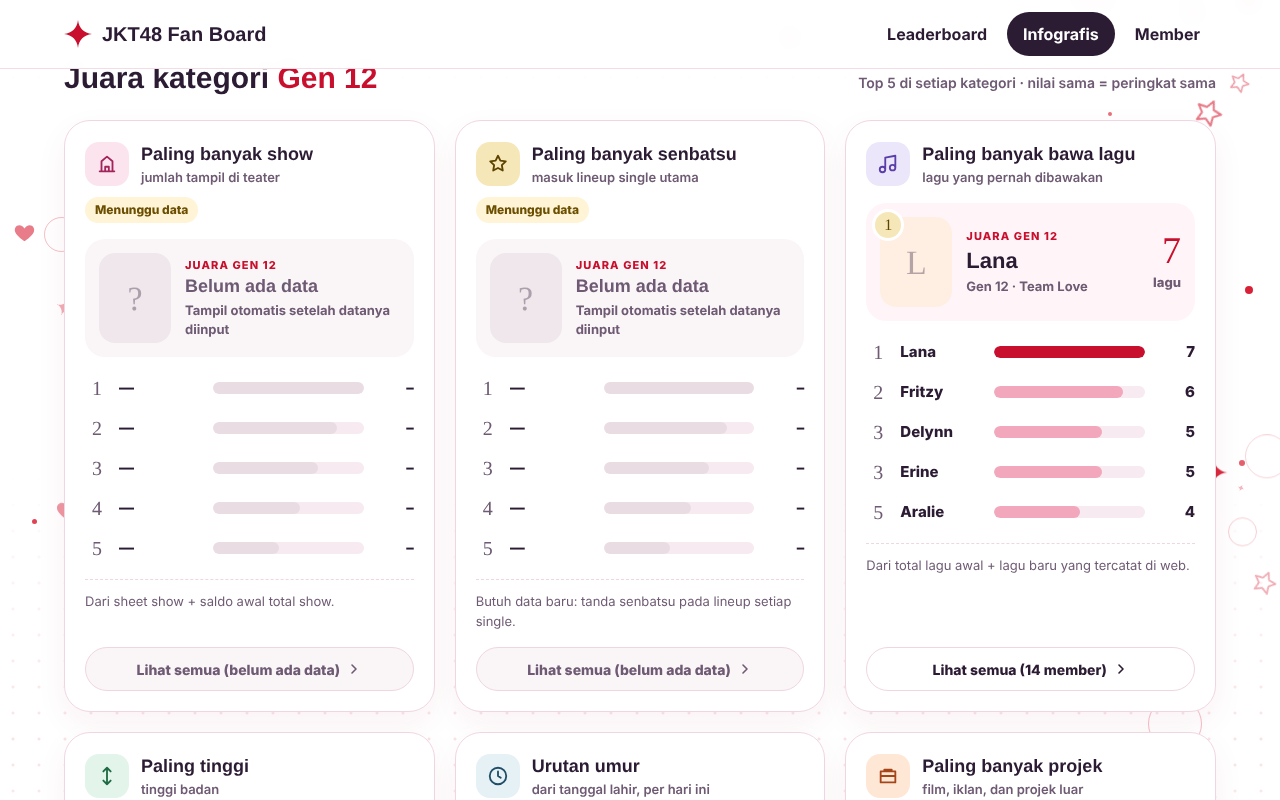 JKT48 Fan Board
Leaderboard
Infografis
Member
Juara kategori Gen 12
Top 5 di setiap kategori · nilai sama = peringkat sama
Paling banyak show
jumlah tampil di teater
Menunggu data
?
JUARA GEN 12
Belum ada data
Tampil otomatis setelah datanya
diinput
1 — -
2 — -
3 — -
4 — -
5 — -
Dari sheet show + saldo awal total show.
Lihat semua (belum ada data)
Paling banyak senbatsu
masuk lineup single utama
Menunggu data
?
JUARA GEN 12
Belum ada data
Tampil otomatis setelah datanya
diinput
1 — -
2 — -
3 — -
4 — -
5 — -
Butuh data baru: tanda senbatsu pada lineup setiap
single.
Lihat semua (belum ada data)
Paling banyak bawa lagu
lagu yang pernah dibawakan
1
L
JUARA GEN 12
Lana
Gen 12 · Team Love
7
lagu
1 Lana 7
2 Fritzy 6
3 Delynn 5
3 Erine 5
5 Aralie 4
Dari total lagu awal + lagu baru yang tercatat di web.
Lihat semua (14 member)
Paling tinggi
tinggi badan
Urutan umur
dari tanggal lahir, per hari ini
Paling banyak projek
film, iklan, dan projek luar